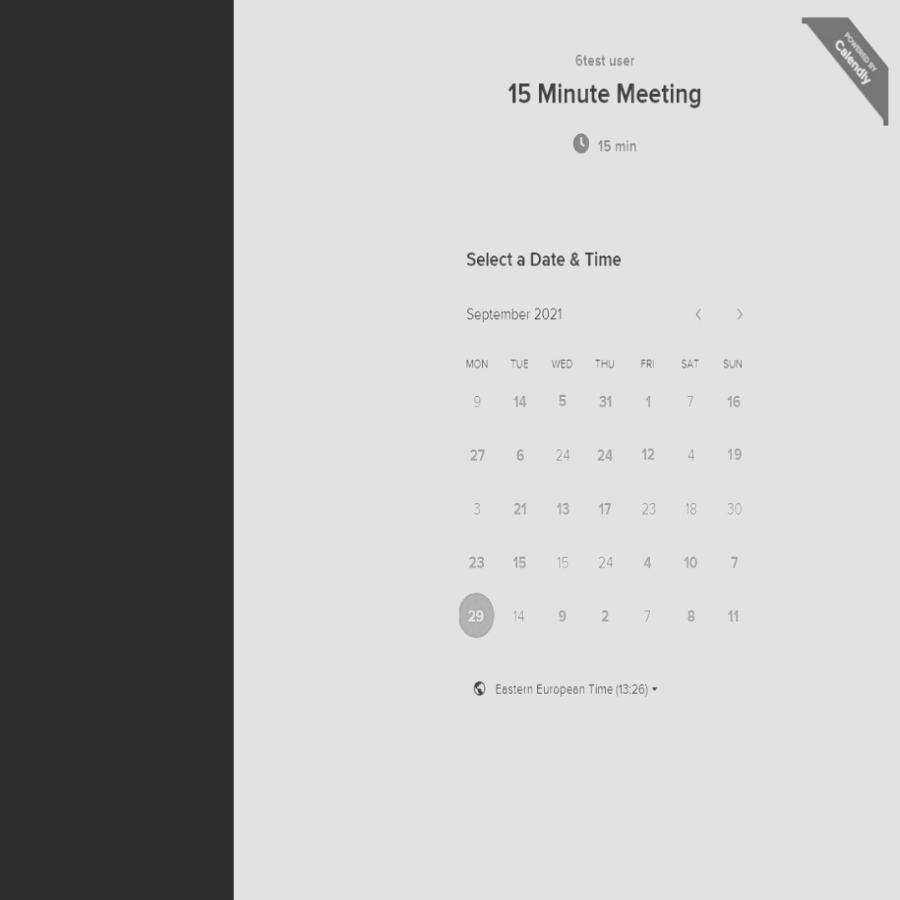 POWERED BY
Calendly
6test user
15 Minute Meeting
15 min
Select a Date & Time
September 2021
MON TUE WED THU FRI SAT SUN
9 14 5 31 1 7 16
27 6 24 24 12 4 19
3 21 13 17 23 18 30
23 15 15 24 4 10 7
29 14 9 2 7 8 11
Eastern European Time (13:26)